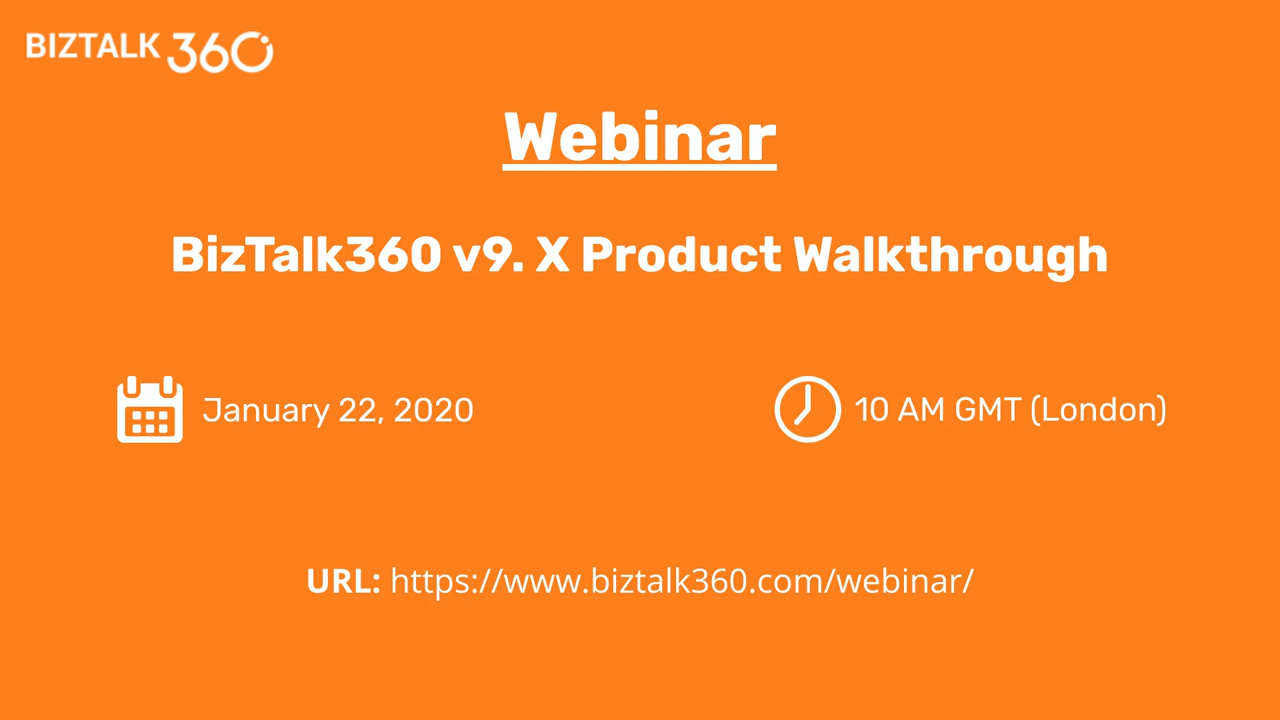 BIZTALK 360
Webinar
BizTalk360 v9. X Product Walkthrough
January 22, 2020
10 AM GMT (London)
URL: https://www.biztalk360.com/webinar/